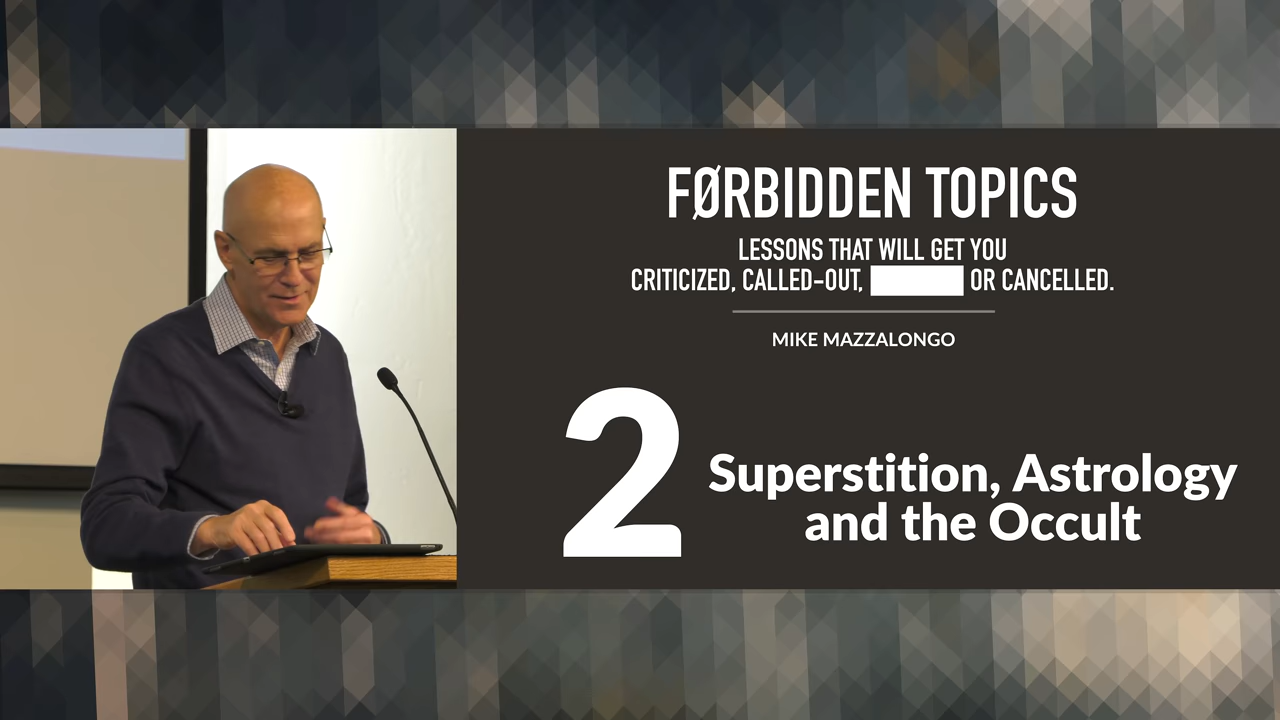 FØRBIDDEN TOPICS
LESSONS THAT WILL GET YOU
CRITICIZED, CALLED-OUT, OR CANCELLED.
MIKE MAZZALONGO
2
Superstition, Astrology
and the Occult